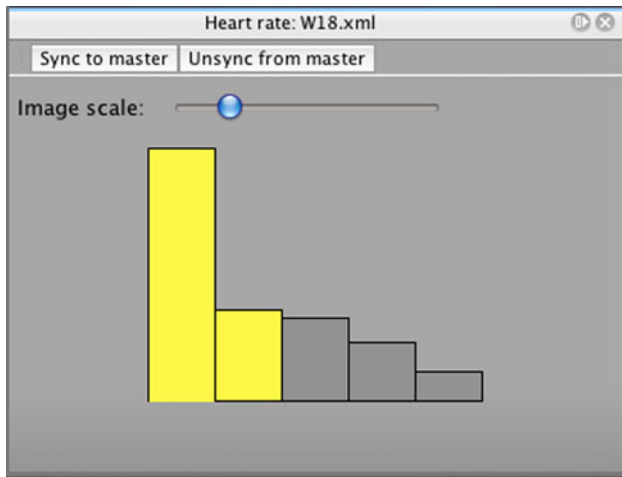 Heart rate: W18.xml
Sync to master Unsync from master
Image scale: